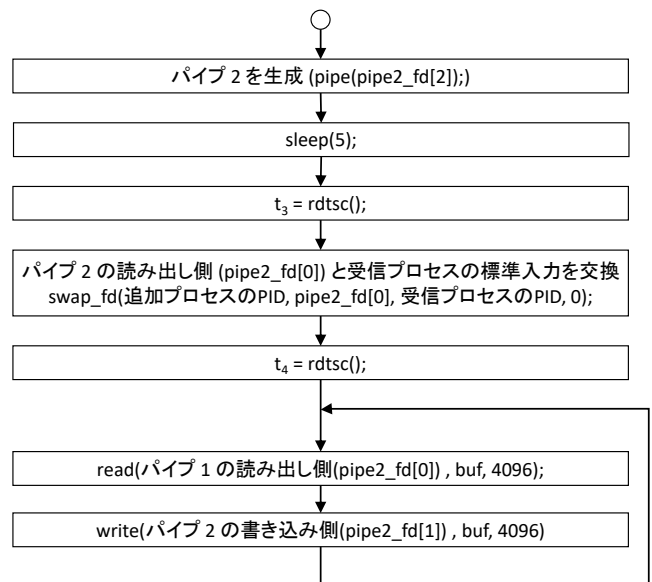 パイプ 2 を生成 (pipe(pipe2_fd[2]);)
sleep(5);
t3 = rdtsc();
パイプ 2 の読み出し側 (pipe2_fd[0]) と受信プロセスの標準入力を交換
swap_fd(追加プロセスのPID, pipe2_fd[0], 受信プロセスのPID, 0);
t4 = rdtsc();
read(パイプ 1 の読み出し側(pipe2_fd[0]) , buf, 4096);
write(パイプ 2 の書き込み側(pipe2_fd[1]) , buf, 4096)